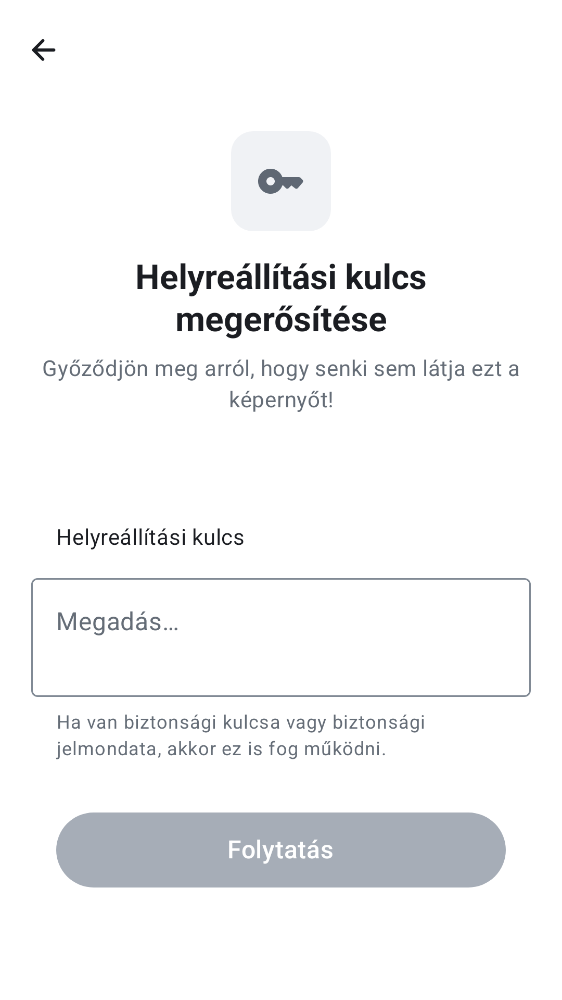 Helyreállítási kulcs
megerősítése
Győződjön meg arról, hogy senki sem látja ezt a
képernyőt!
Helyreállítási kulcs
Megadás…
Ha van biztonsági kulcsa vagy biztonsági
jelmondata, akkor ez is fog működni.
Folytatás